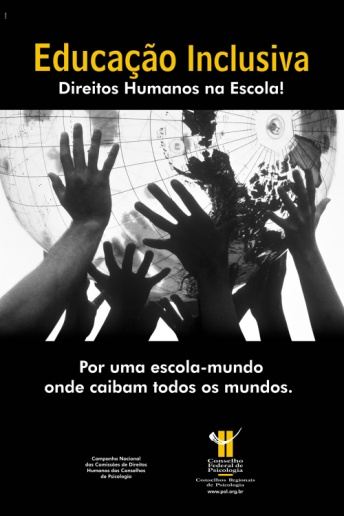 Educação Inclusiva
Direitos Humanos na Escola!
Por uma escola-mundo
onde caibam todos os mundos.
Campanha Nacional
das Comissões de Direitos
Humanos dos Conselhos
de Psicologia
Conselho
Federal de
Psicologia
Conselhos Regionais
de Psicologia
www.pol.org.br